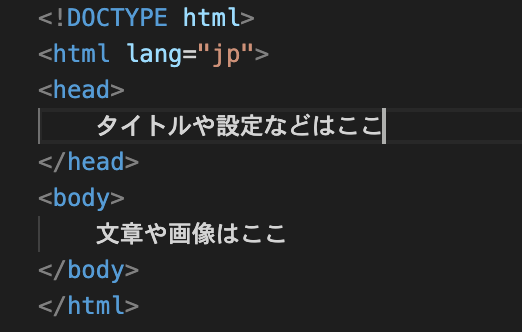 <!DOCTYPE html>
<html lang="jp">
<head>
タイトルや設定などはここ
</head>
<body>
文章や画像はここ
</body>
</html>